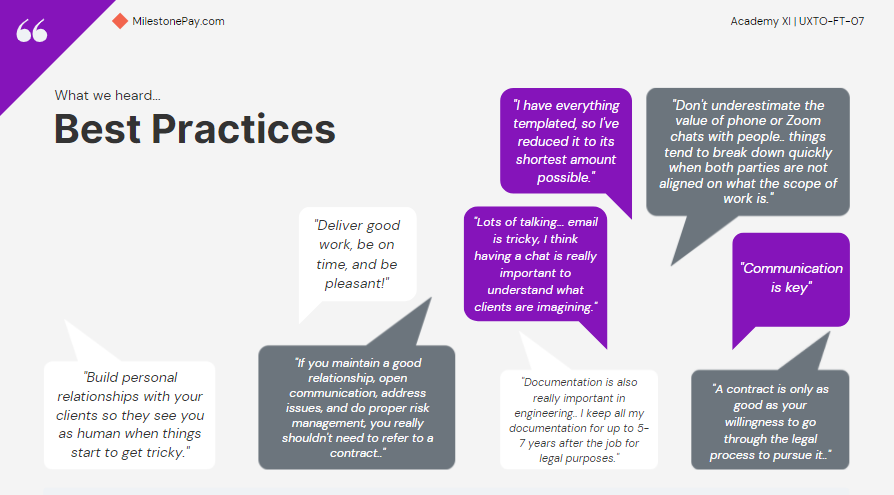 MilestonePay.com
Academy XI | UXTO-FT-07
What we heard...
Best Practices
"I have everything
templated, so I've
reduced it to its
shortest amount
possible."
"Don't underestimate the
value of phone or Zoom
chats with people.. things
tend to break down quickly
when both parties are not
aligned on what the scope of
work is."
"Deliver good
work, be on
time, and be
pleasant!"
"Lots of talking... email
is tricky, I think
having a chat is really
important to
understand what
clients are imagining."
"Communication
is key"
"Build personal
relationships with your
clients so they see you
as human when things
start to get tricky."
"If you maintain a good
relationship, open
communication, address
issues, and do proper risk
management, you really
shouldn't need to refer to a
contract.."
"Documentation is also
really important in
engineering.. I keep all my
documentation for up to 5-
7 years after the job for
legal purposes."
"A contract is only as
good as your
willingness to go
through the legal
process to pursue it.."